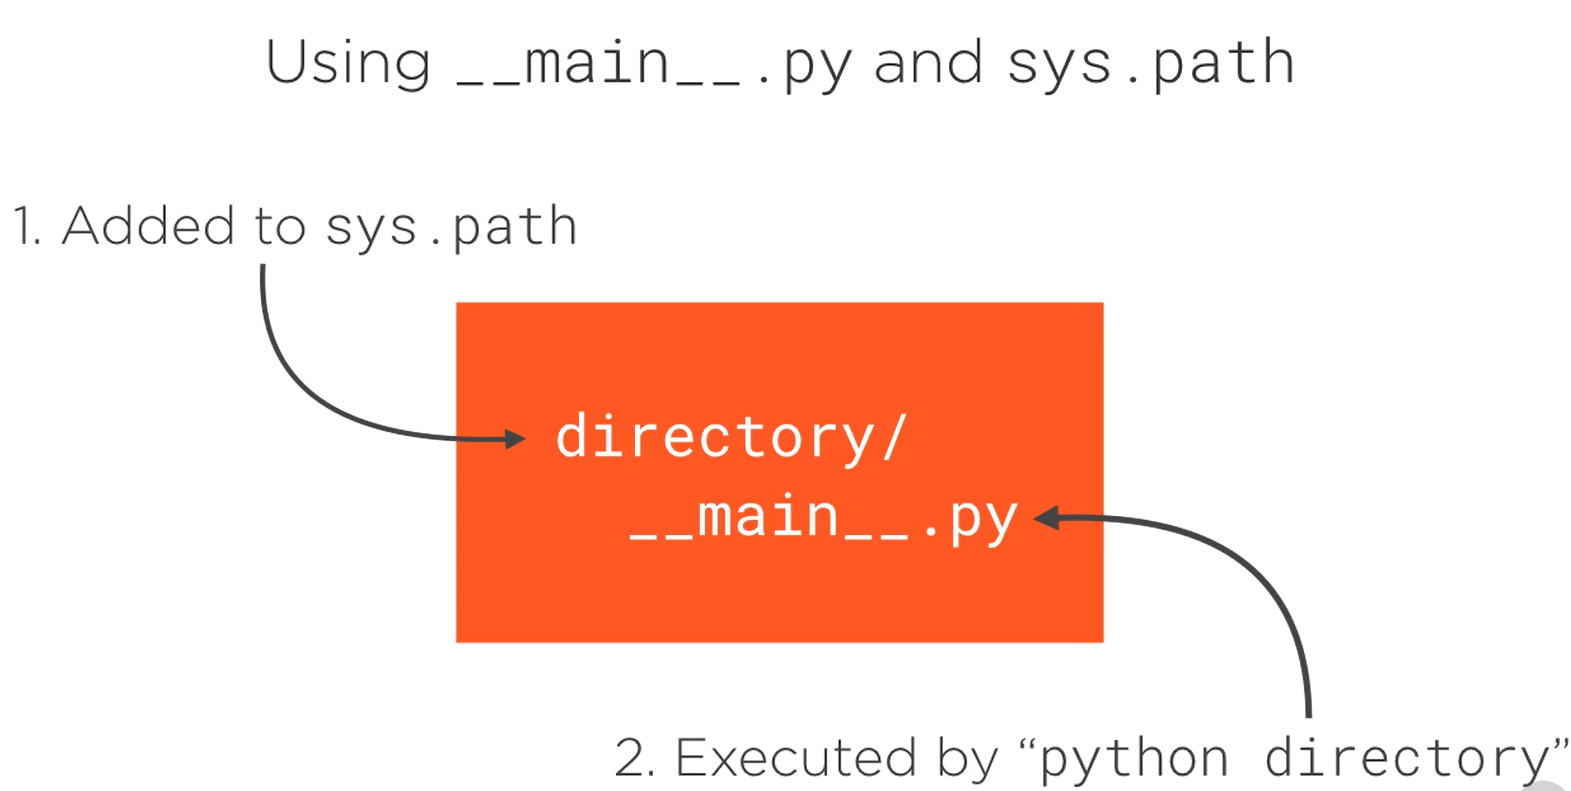 Using __main__.py and sys.path
1. Added to sys.path
directory/
__main__.py
2. Executed by “python directory”